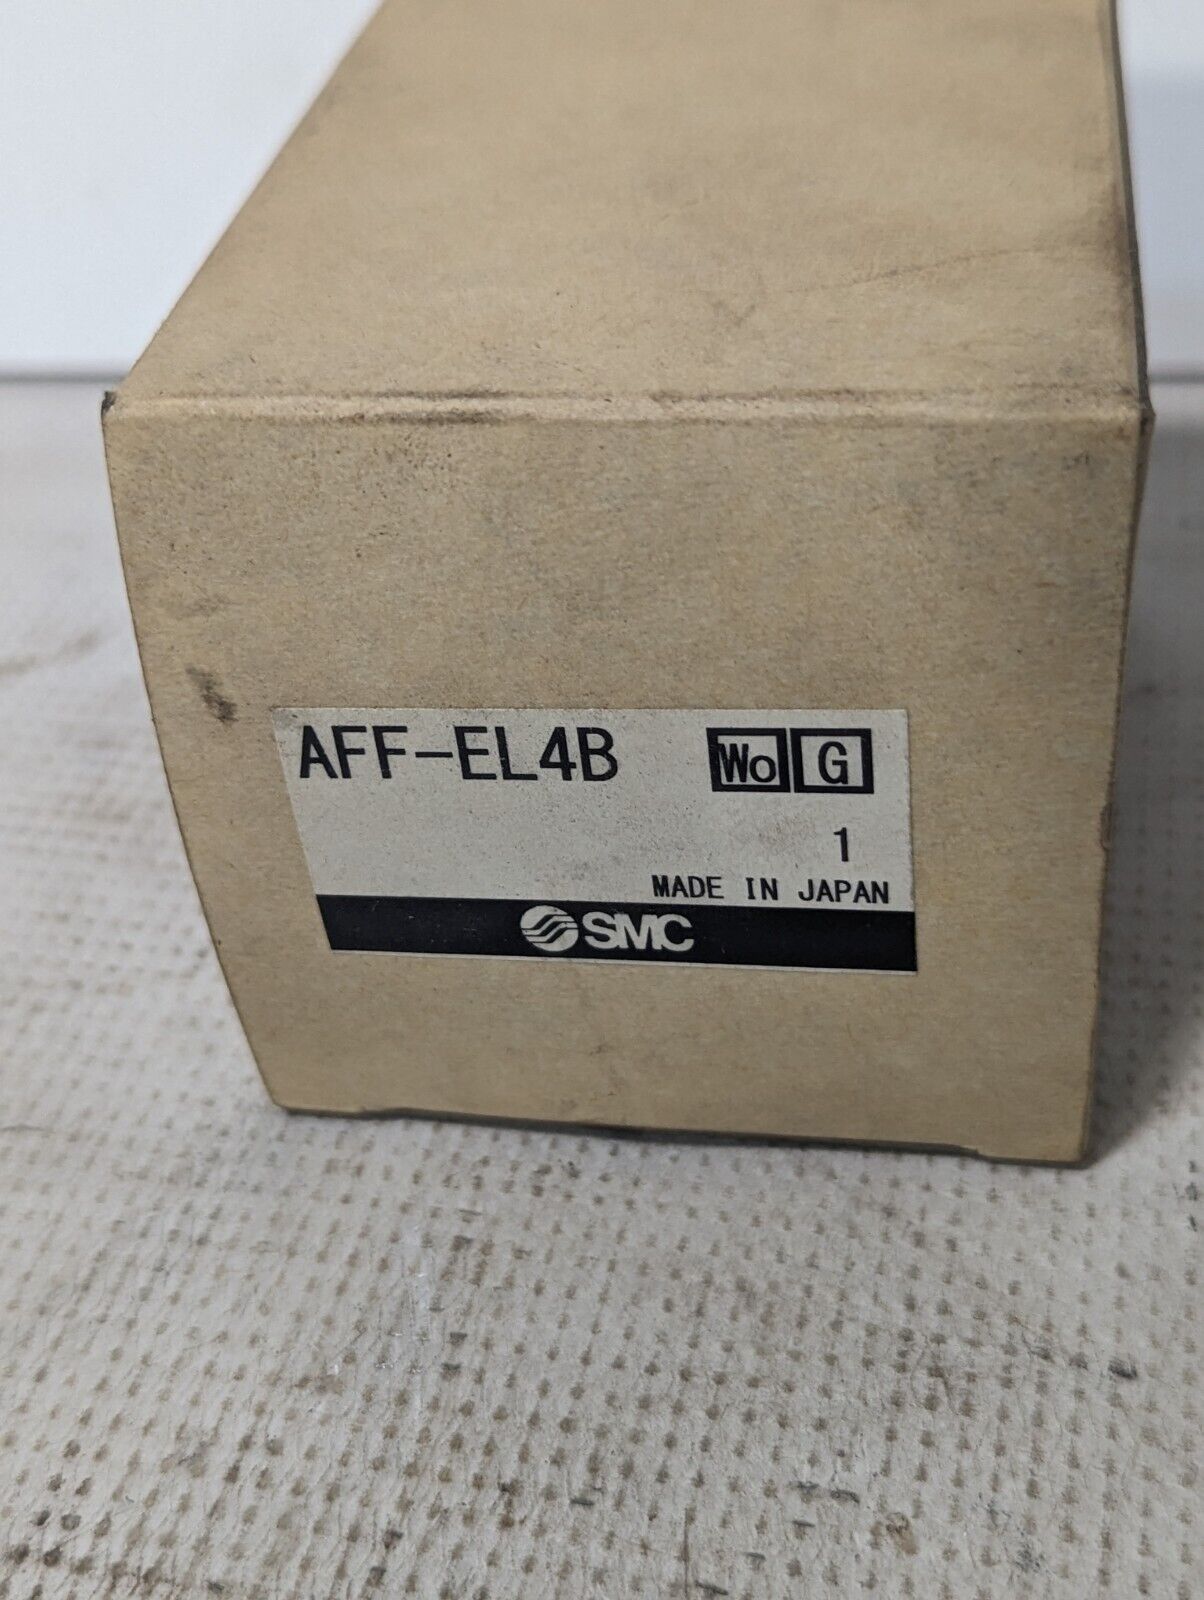 AFF-EL4B Wo G
1
MADE IN JAPAN
SMC